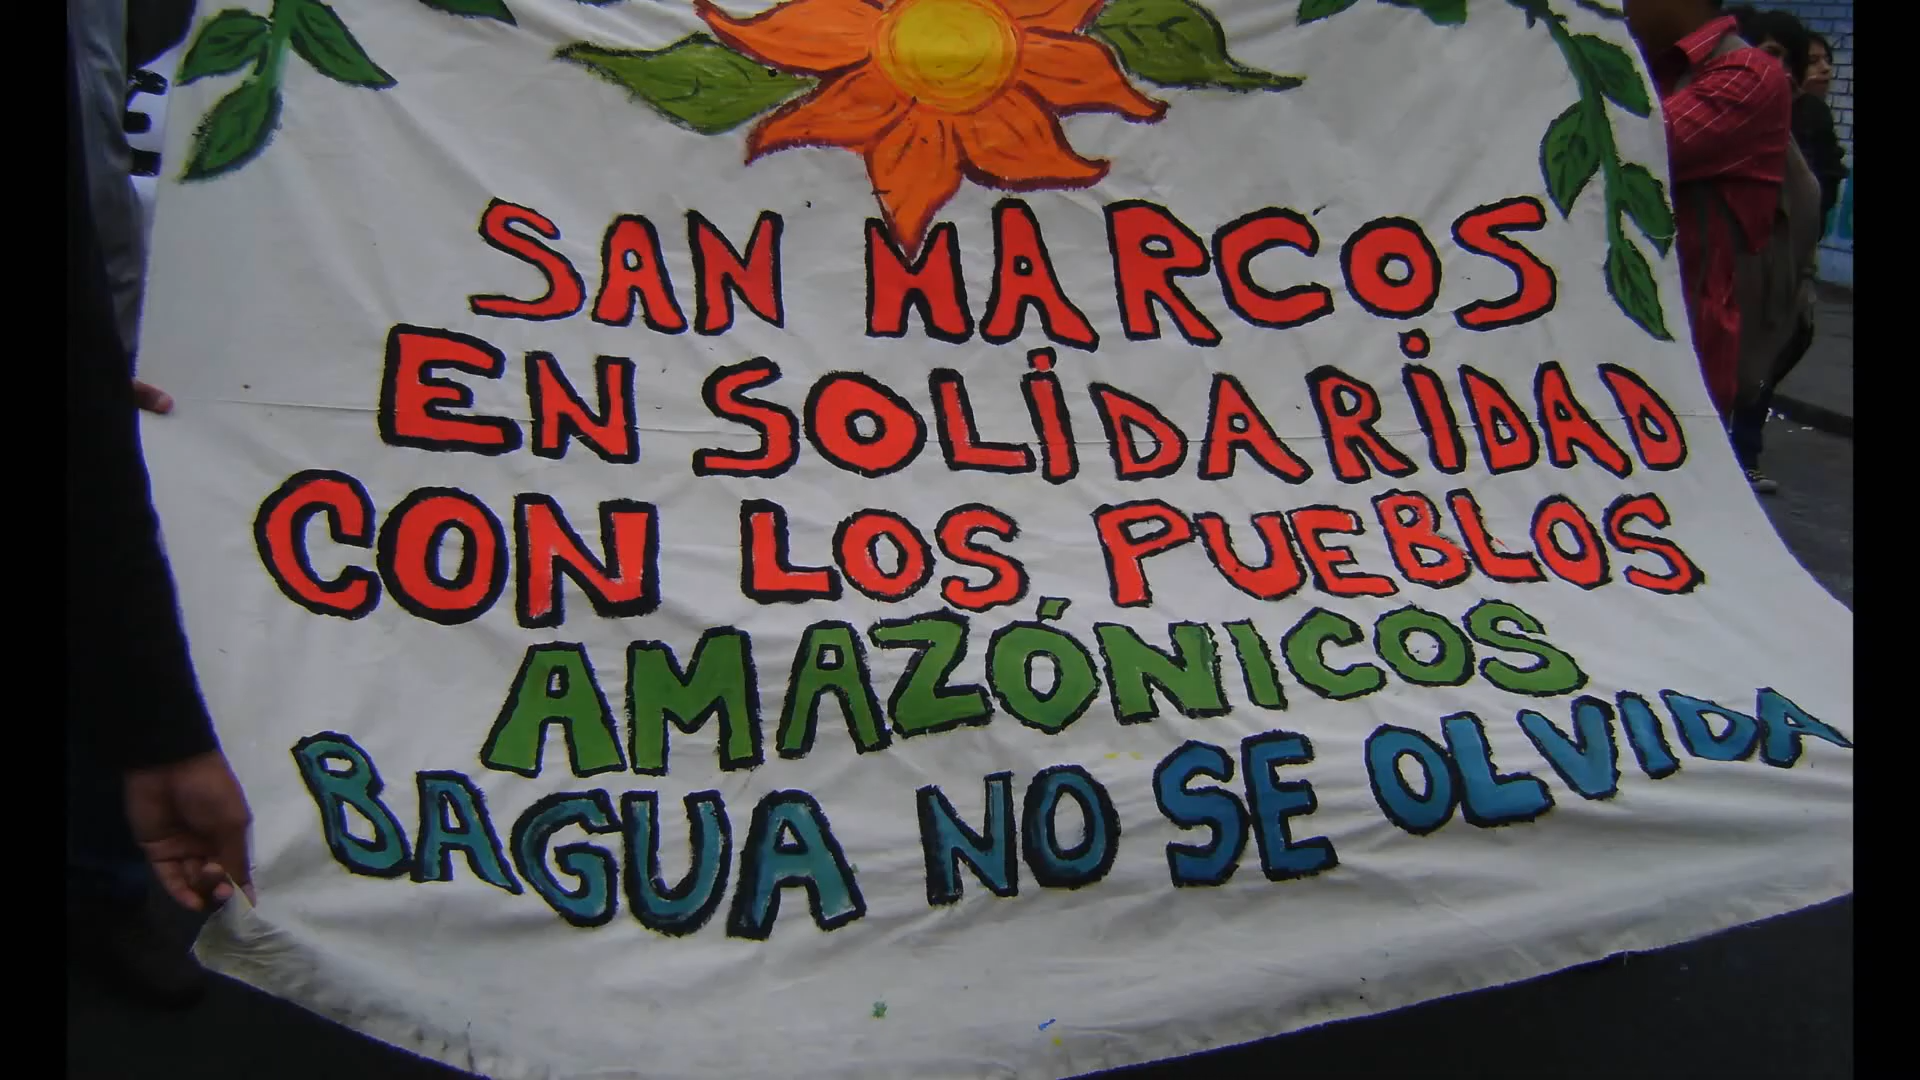 SAN MARCOS
EN SOLiDARiDAD
CON LOS PUEBLOS
AMAZÓNICOS
BAGUA NO SE OLVIDA